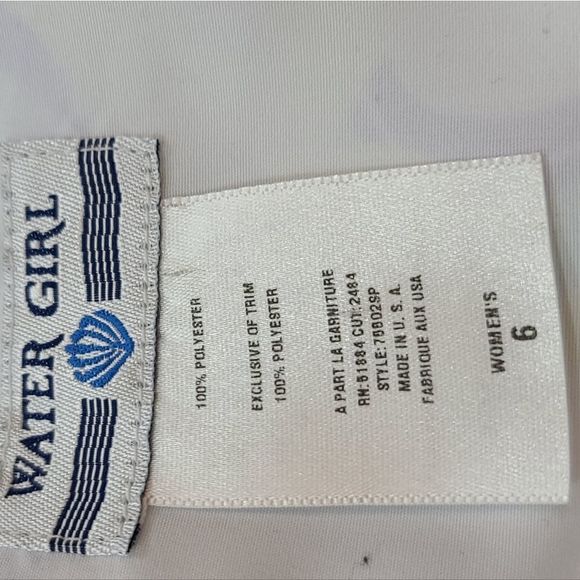 WATER GIRL
100% POLYESTER
EXCLUSIVE OF TRIM
100% POLYESTER
A PART LA GARNITURE
RN:51884 CUT:2484
STYLE:75802SP
MADE IN U. S. A.
FABRIQUE AUX USA
WOMEN'S
6